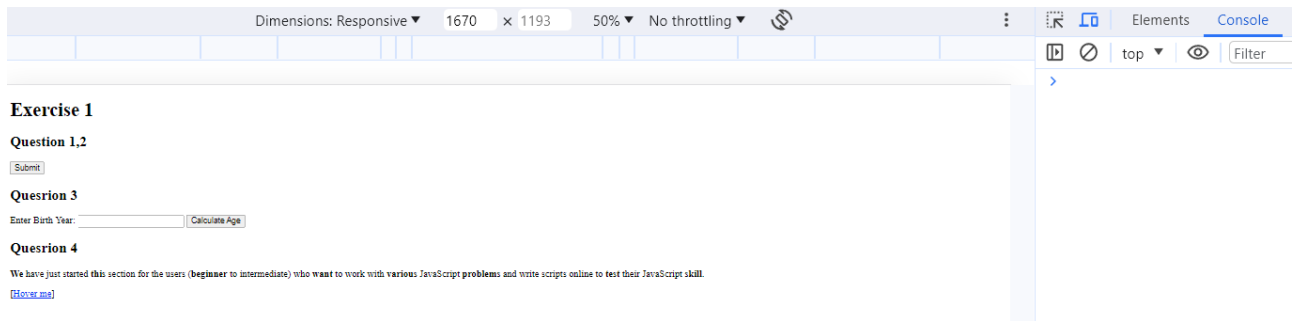 Dimensions: Responsive ▼ 1670 × 1193 50% ▼ No throttling ▼
Elements Console
top ▼ Filter
Exercise 1
Question 1,2
Submit
Quesrion 3
Enter Birth Year: Calculate Age
Quesrion 4
We have just started this section for the users (beginner to intermediate) who want to work with various JavaScript problems and write scripts online to test their JavaScript skill.
[Hover me]